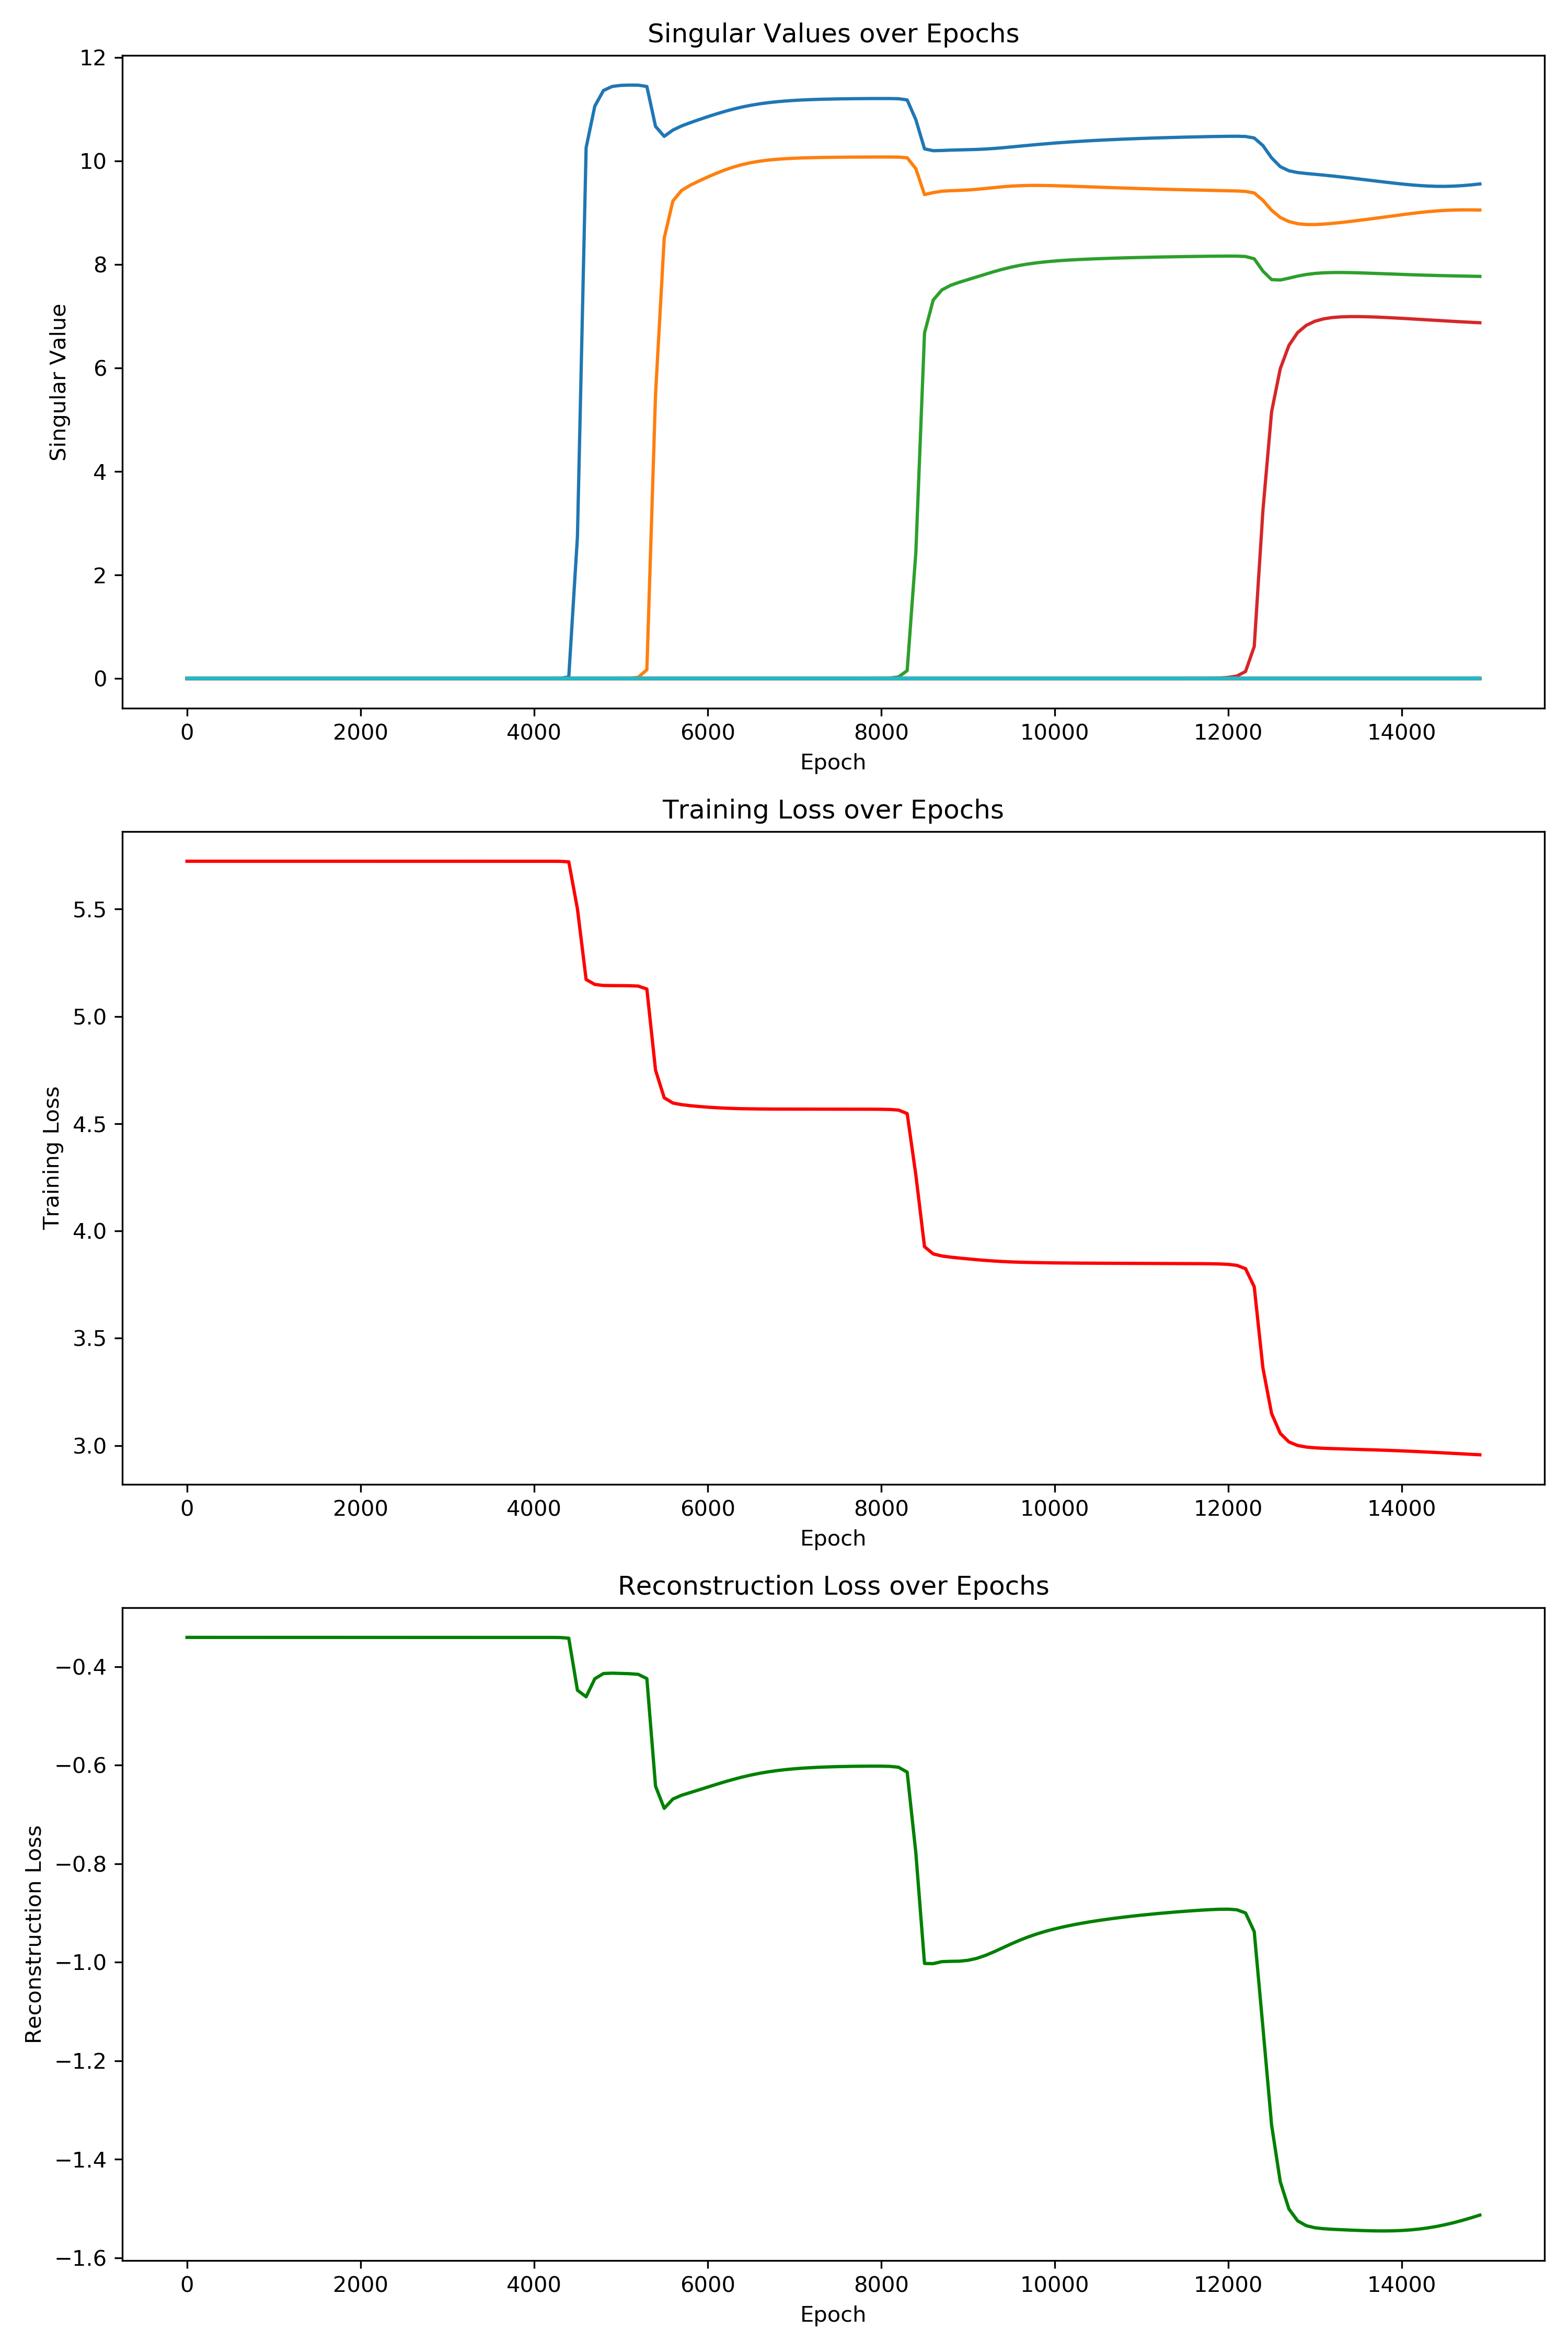 Singular Values over Epochs
12
10
8
6
4
2
0
Singular Value
0 2000 4000 6000 8000 10000 12000 14000
Epoch
Training Loss over Epochs
5.5
5.0
4.5
4.0
3.5
3.0
Training Loss
0 2000 4000 6000 8000 10000 12000 14000
Epoch
Reconstruction Loss over Epochs
−0.4
−0.6
−0.8
−1.0
−1.2
−1.4
−1.6
Reconstruction Loss
0 2000 4000 6000 8000 10000 12000 14000
Epoch